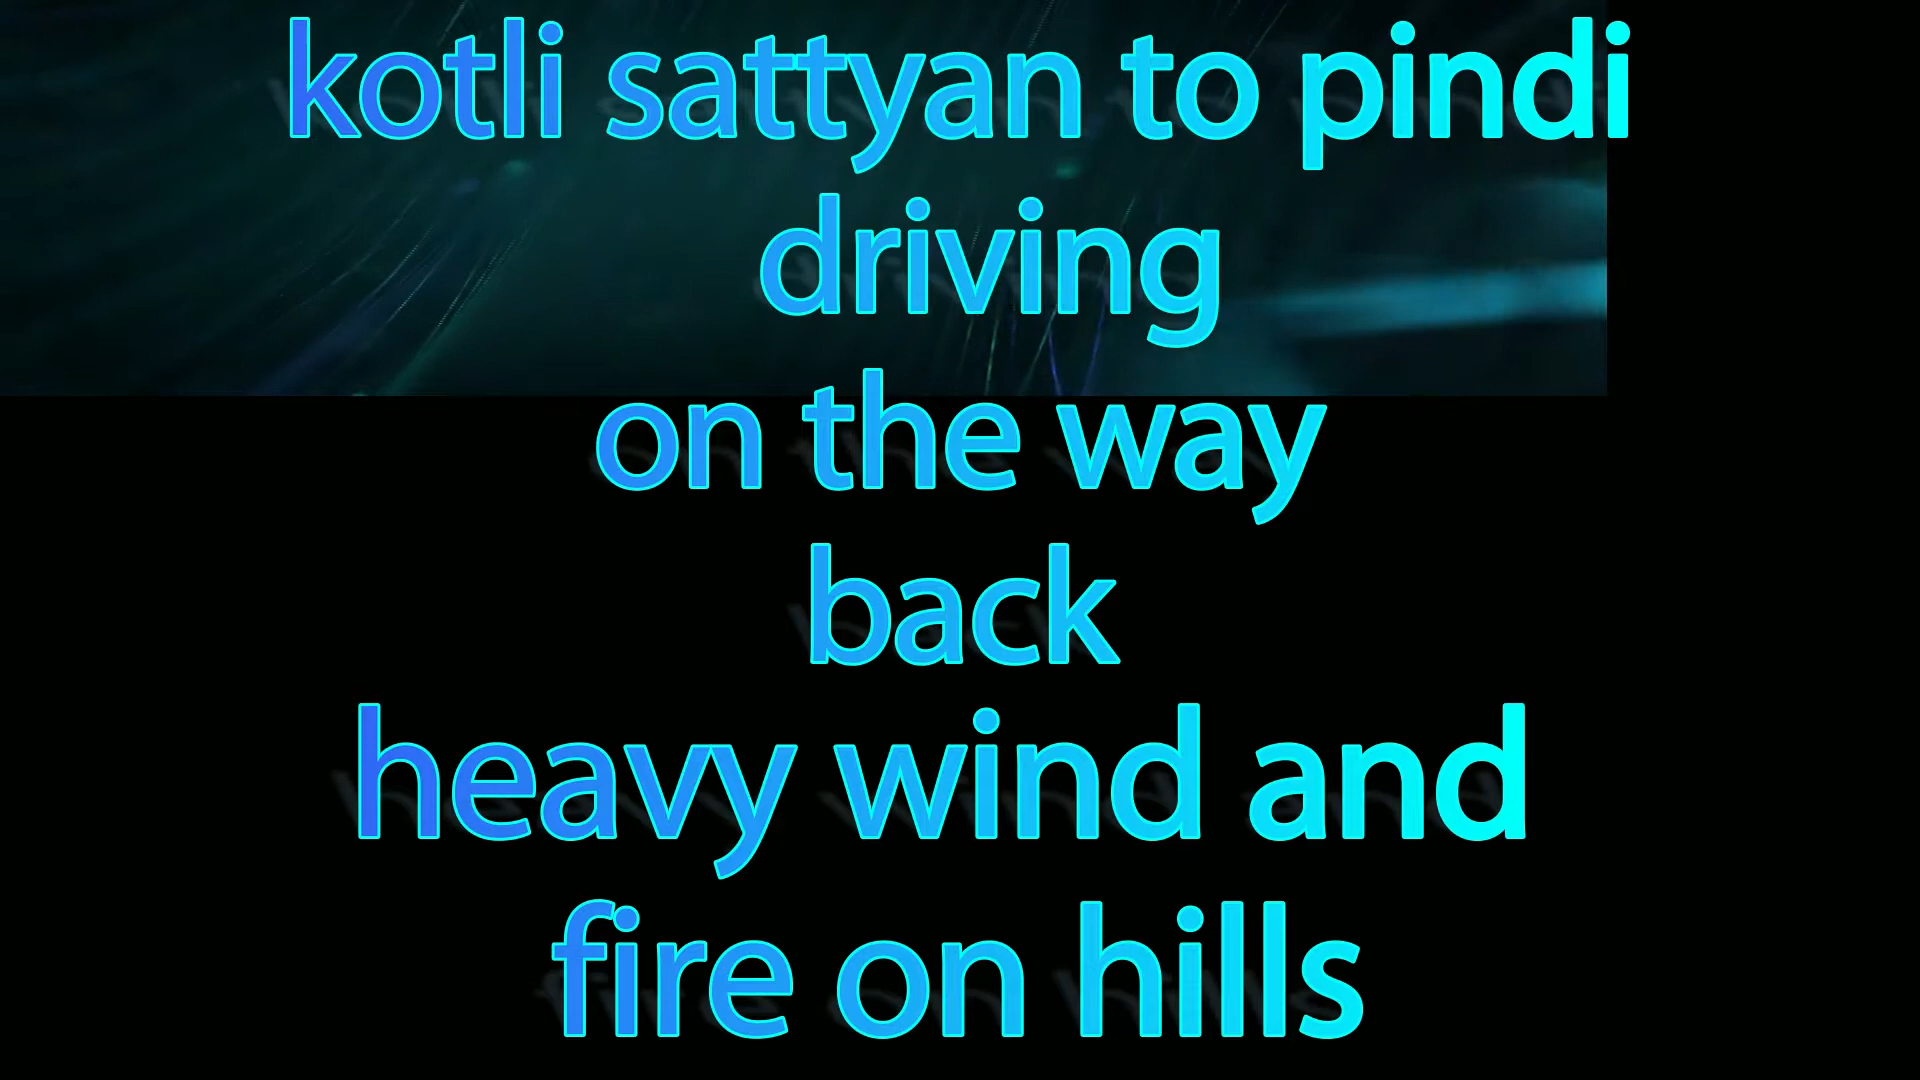 kotli sattyan to pindi
driving
on the way
back
heavy wind and
fire on hills